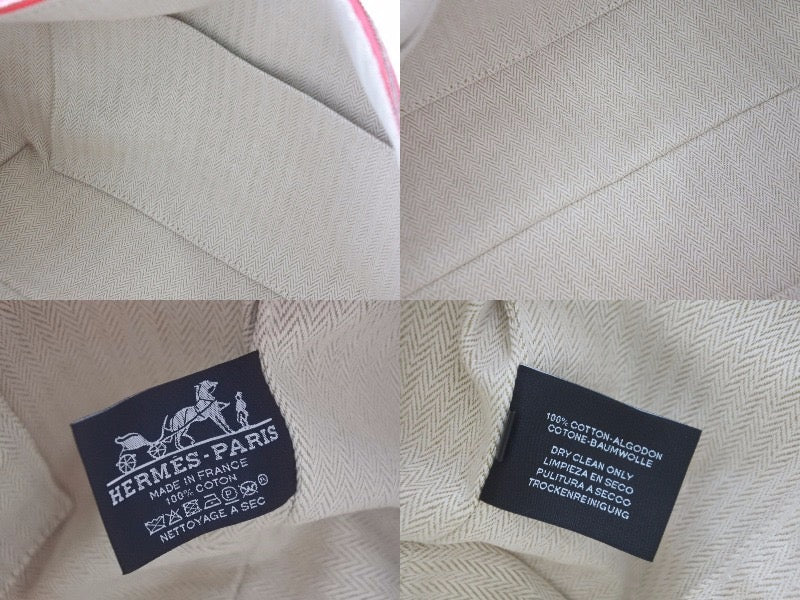 HERMÈS-PARIS
MADE IN FRANCE
100% COTON
P
NETTOYAGE A SEC
100% COTTON-ALGODON
COTONE-BAUMWOLLE
DRY CLEAN ONLY
LIMPIEZA EN SECO
PULITURA A SECCO
TROCKENREINIGUNG